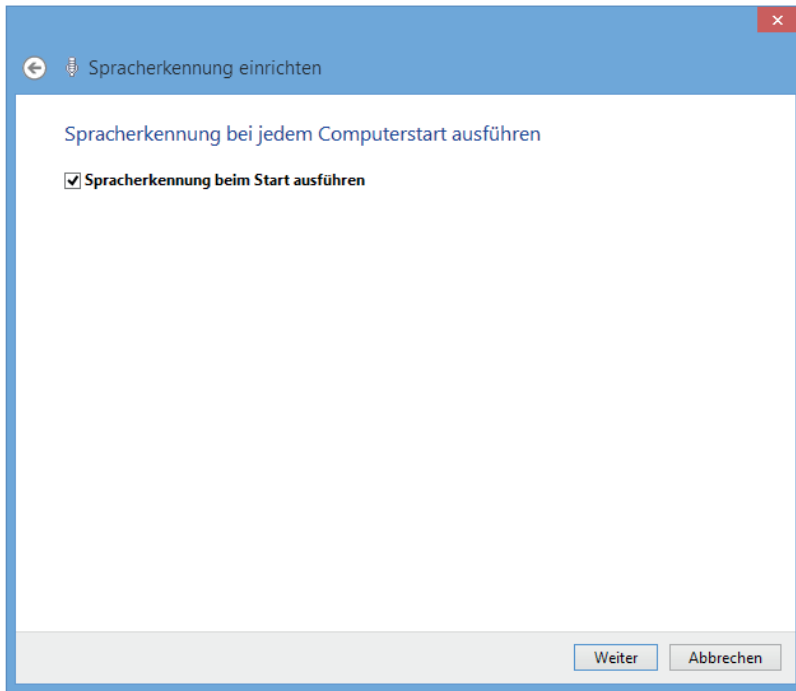 Spracherkennung einrichten
Spracherkennung bei jedem Computerstart ausführen
Spracherkennung beim Start ausführen
Weiter Abbrechen